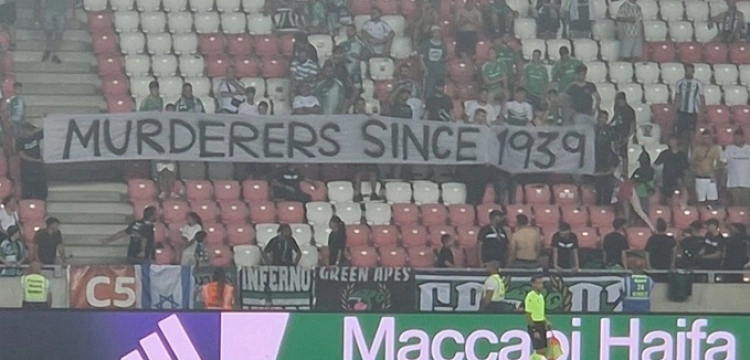 MURDERERS SINCE 1939
C5
INFERNO
GREEN APES
Maccabi Haifa